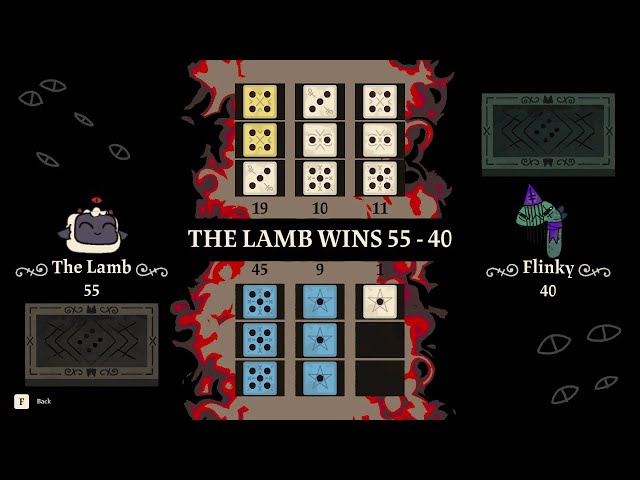 19 10 11
THE LAMB WINS 55 - 40
45 9 1
The Lamb
55
Flinky
40
F Back